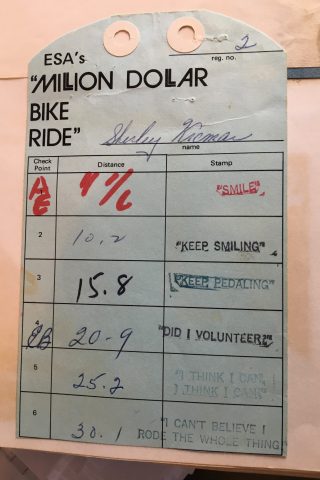 ESA's
reg. no. 2
"MILLION DOLLAR
BIKE
RIDE"
Shirley
name
Check Point Distance Stamp
"SMILE"
2 10.2 "KEEP SMILING"
3 15.8 "KEEP PEDALING"
4 20-9 "DID I VOLUNTEER?"
5 25.2 "I THINK I CAN,
I THINK I CAN"
6 30.1 "I CAN'T BELIEVE I
RODE THE WHOLE THING"